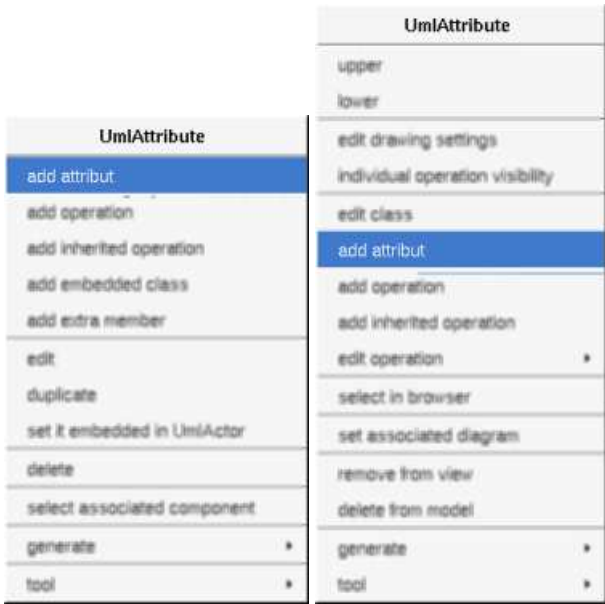 UmlAttribute
add attribut
add operation
add inherited operation
add embedded class
add extra member
edit
duplicate
set it embedded in UmlActor
delete
select associated component
generate
tool
UmlAttribute
upper
lower
edit drawing settings
individual operation visibility
edit class
add attribut
add operation
add inherited operation
edit operation
select in browser
set associated diagram
remove from view
delete from model
generate
tool